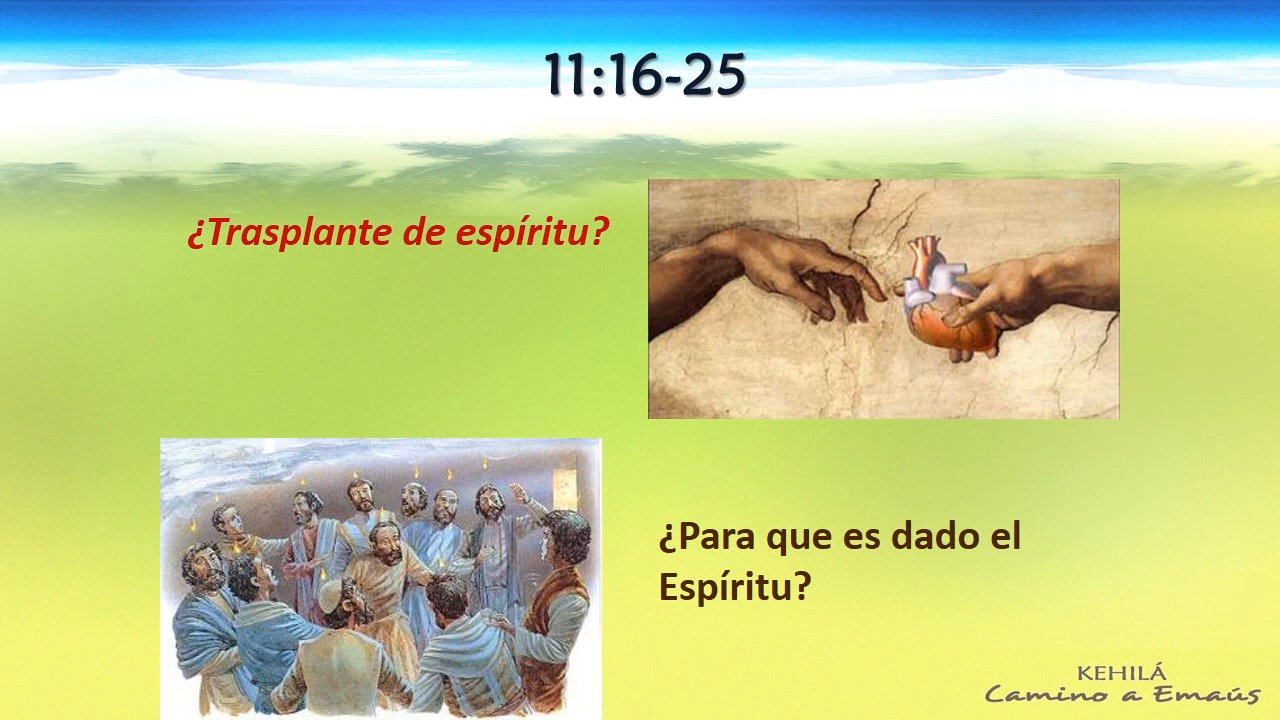 11:16-25
¿Trasplante de espíritu?
¿Para que es dado el
Espíritu?
KEHILÁ
Camino a Emaús